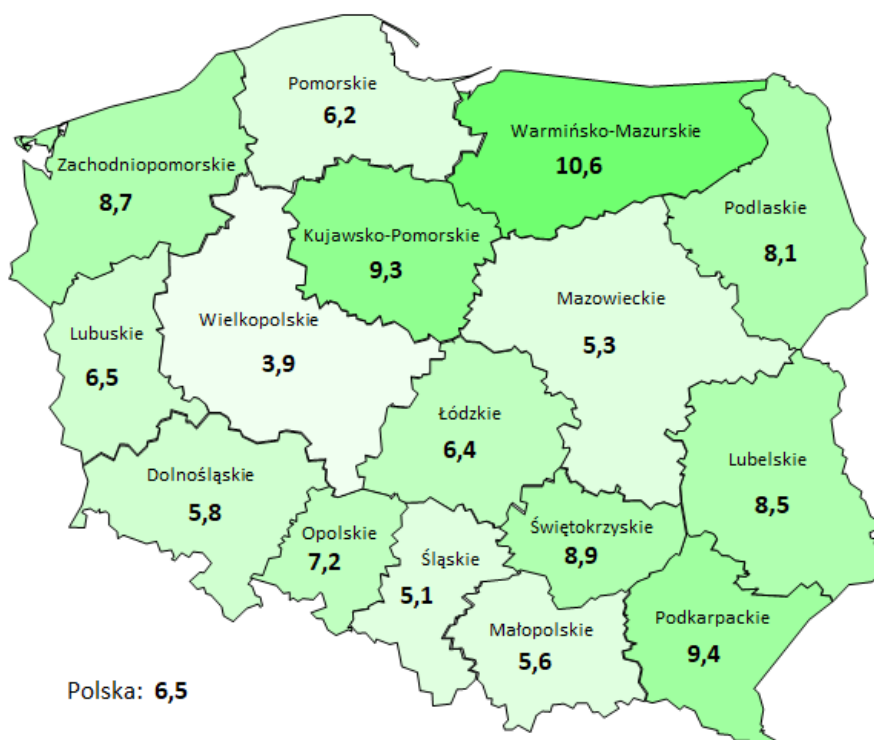 Pomorskie
6,2
Warmińsko-Mazurskie
10,6
Zachodniopomorskie
8,7
Podlaskie
8,1
Kujawsko-Pomorskie
9,3
Mazowieckie
5,3
Wielkopolskie
3,9
Lubuskie
6,5
Łódzkie
6,4
Lubelskie
8,5
Dolnośląskie
5,8
Opolskie
7,2
Śląskie
5,1
Świętokrzyskie
8,9
Małopolskie
5,6
Podkarpackie
9,4
Polska: 6,5